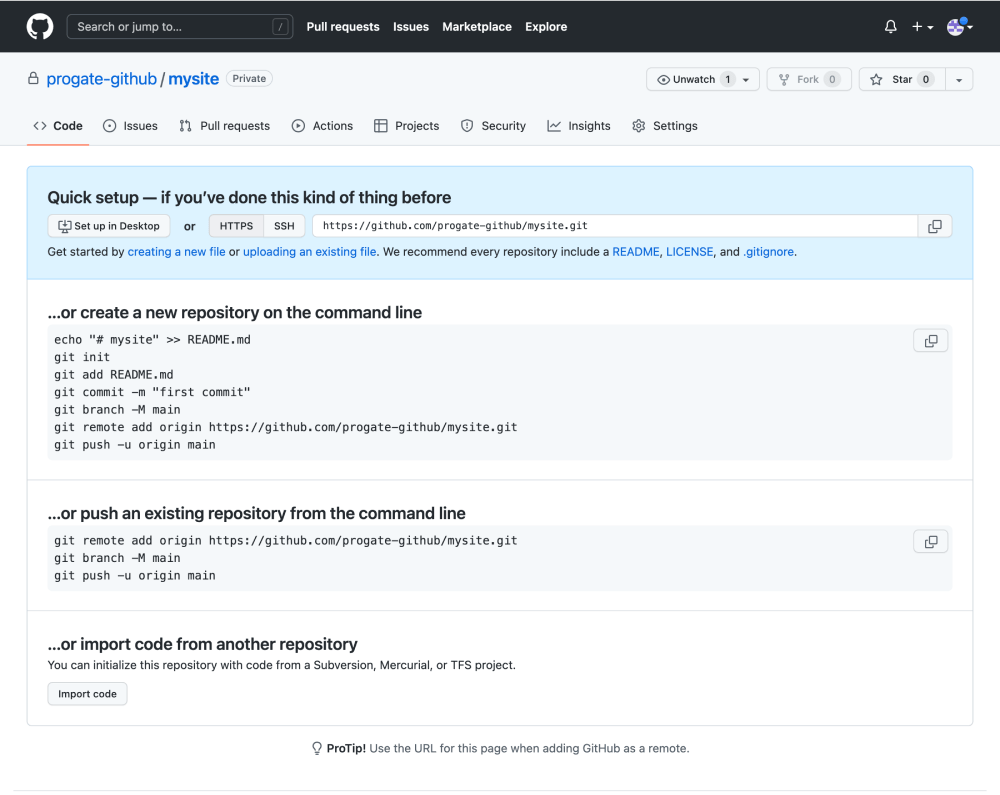 Search or jump to... /
Pull requests Issues Marketplace Explore
progate-github / mysite Private
Unwatch 1 Fork 0 Star 0
Code Issues Pull requests Actions Projects Security Insights Settings
Quick setup — if you've done this kind of thing before
Set up in Desktop or HTTPS SSH https://github.com/progate-github/mysite.git
Get started by creating a new file or uploading an existing file. We recommend every repository include a README, LICENSE, and .gitignore.
...or create a new repository on the command line
echo "# mysite" >> README.md
git init
git add README.md
git commit -m "first commit"
git branch -M main
git remote add origin https://github.com/progate-github/mysite.git
git push -u origin main
...or push an existing repository from the command line
git remote add origin https://github.com/progate-github/mysite.git
git branch -M main
git push -u origin main
...or import code from another repository
You can initialize this repository with code from a Subversion, Mercurial, or TFS project.
Import code
ProTip! Use the URL for this page when adding GitHub as a remote.